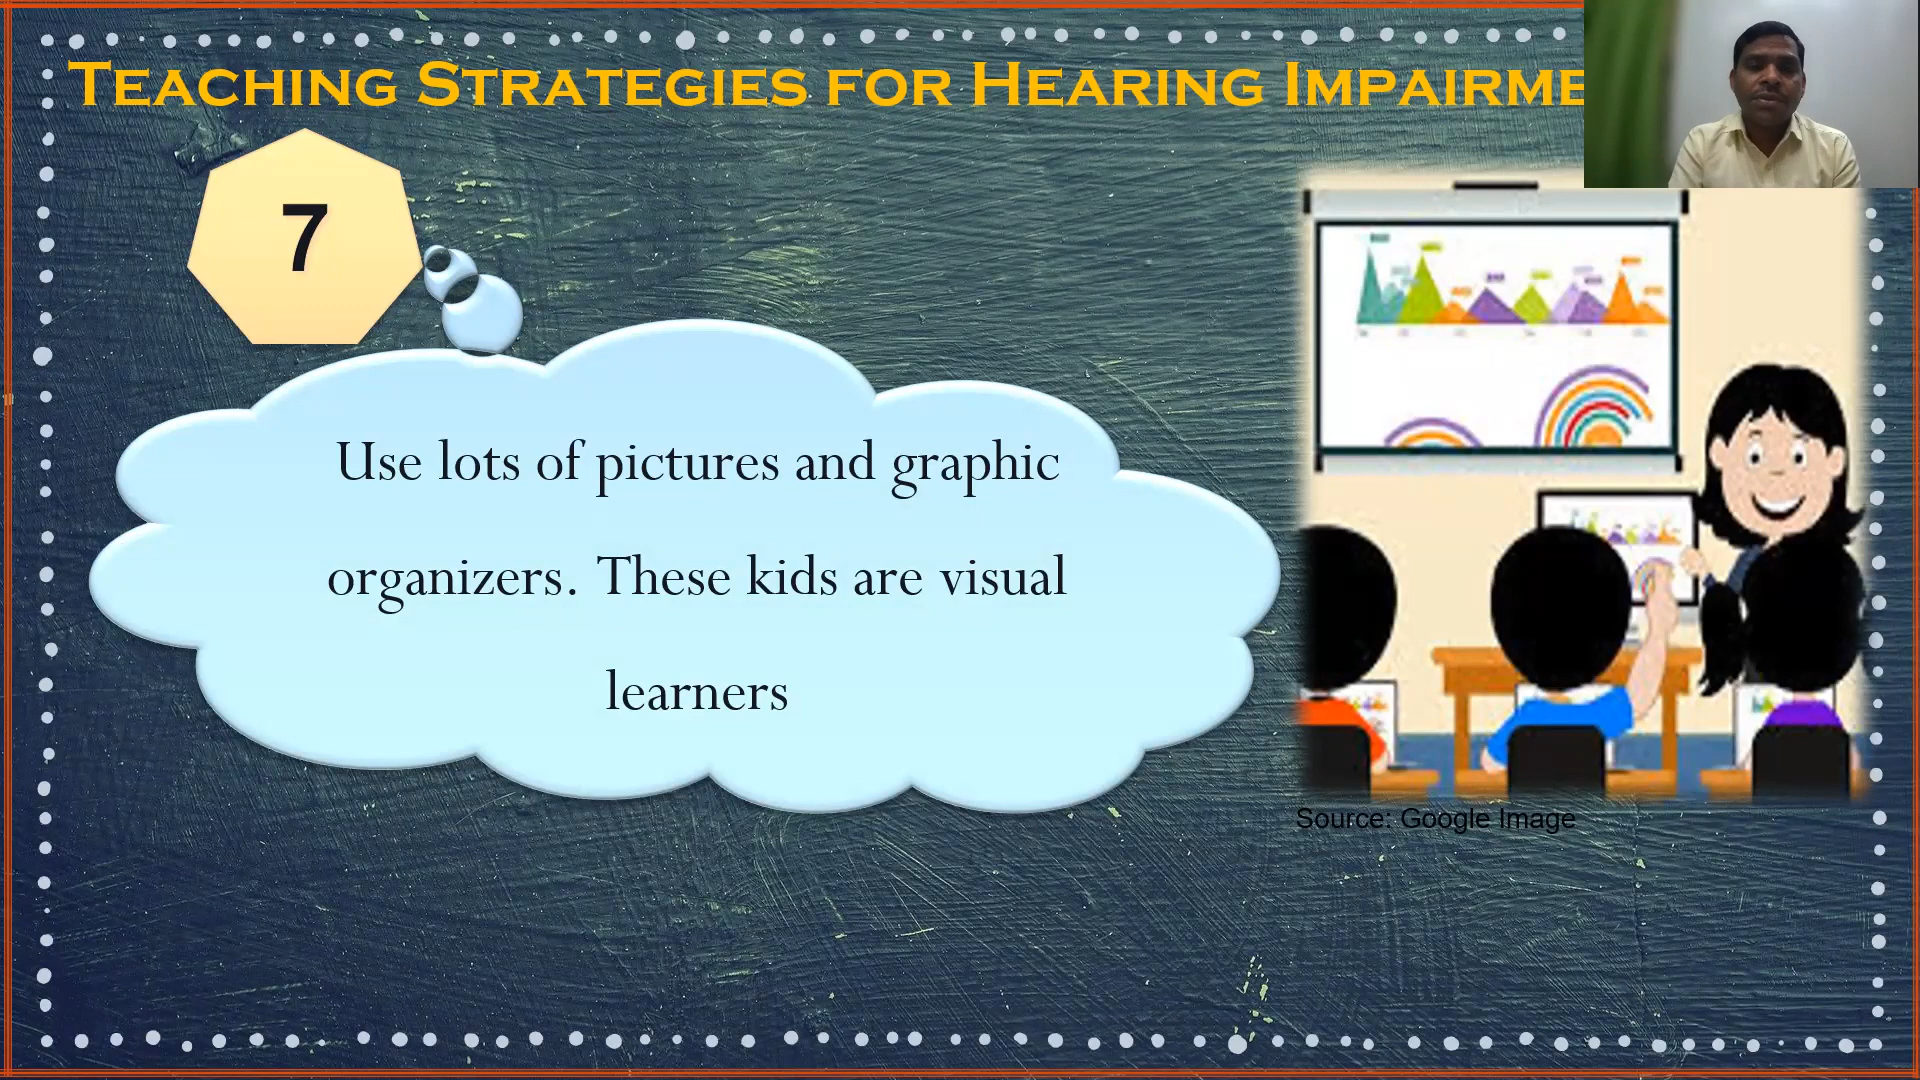 TEACHING STRATEGIES FOR HEARING IMPAIRME
7
Use lots of pictures and graphic
organizers. These kids are visual
learners
Source: Google Image